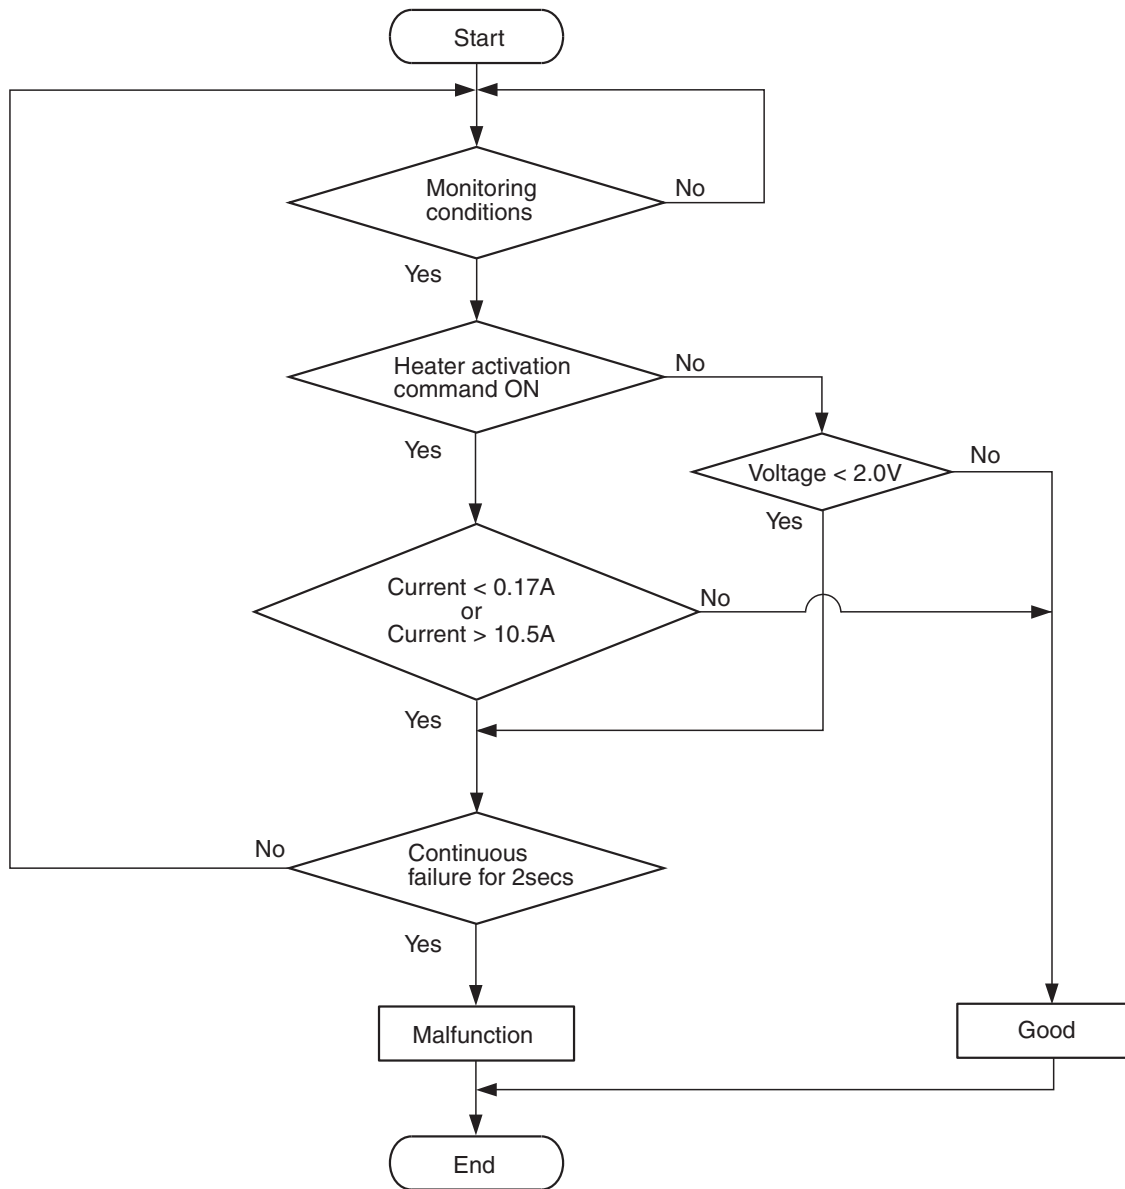 Start
Monitoring
conditions
No
Yes
Heater activation
command ON
No
Yes
Voltage < 2.0V
No
Yes
Current < 0.17A
or
Current > 10.5A
No
Yes
Continuous
failure for 2secs
No
Yes
Malfunction
Good
End